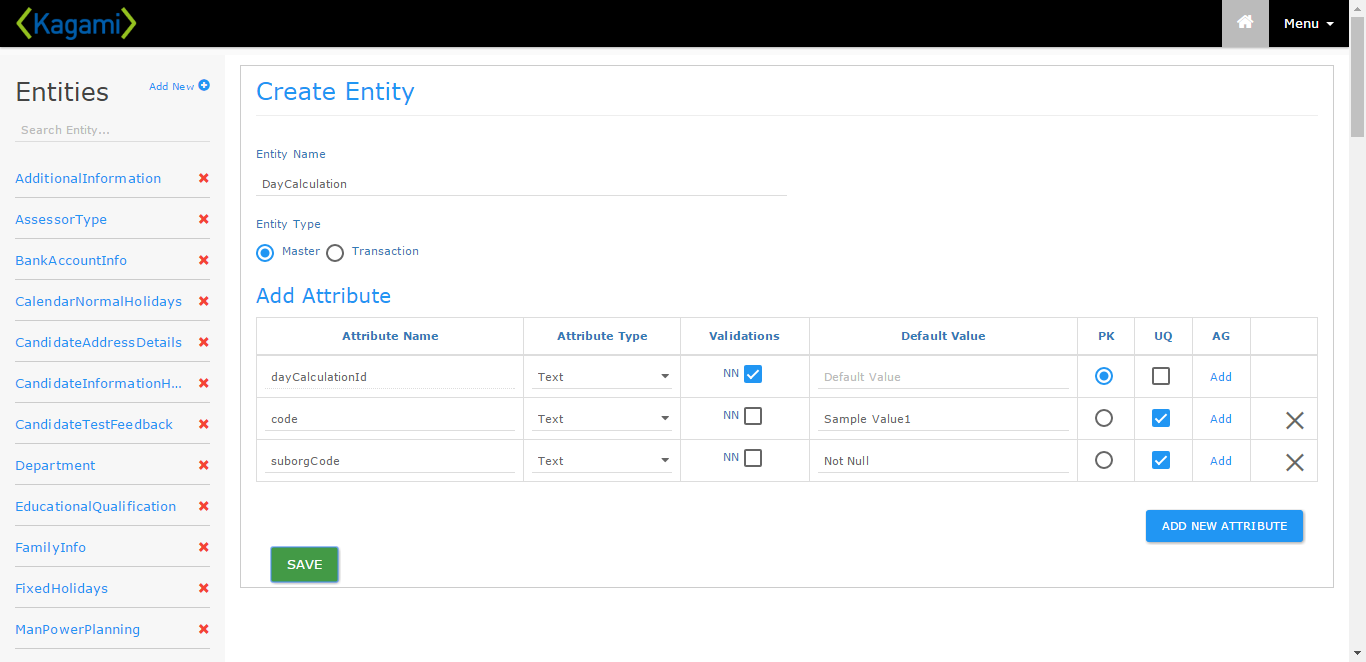 Kagami
Menu
Entities
Add New
Search Entity...
AdditionalInformation
AssessorType
BankAccountInfo
CalendarNormalHolidays
CandidateAddressDetails
CandidateInformationH...
CandidateTestFeedback
Department
EducationalQualification
FamilyInfo
FixedHolidays
ManPowerPlanning
Create Entity
Entity Name
DayCalculation
Entity Type
Master Transaction
Add Attribute
Attribute Name Attribute Type Validations Default Value PK UQ AG
dayCalculationId Text NN Default Value Add
code Text NN Sample Value1 Add
suborgCode Text NN Not Null Add
ADD NEW ATTRIBUTE
SAVE